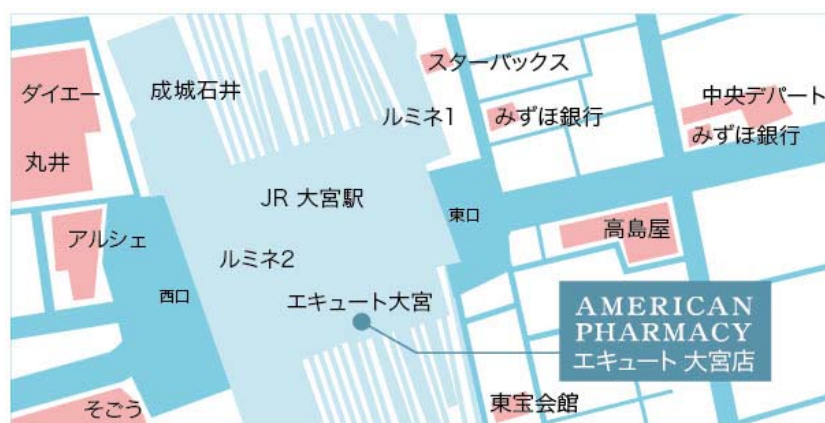 スターバックス
ダイエー
成城石井
中央デパート
ルミネ1
みずほ銀行
みずほ銀行
丸井
JR 大宮駅
東口
高島屋
アルシェ
ルミネ2
西口
エキュート大宮
AMERICAN
PHARMACY
エキュート 大宮店
そごう
東宝会館